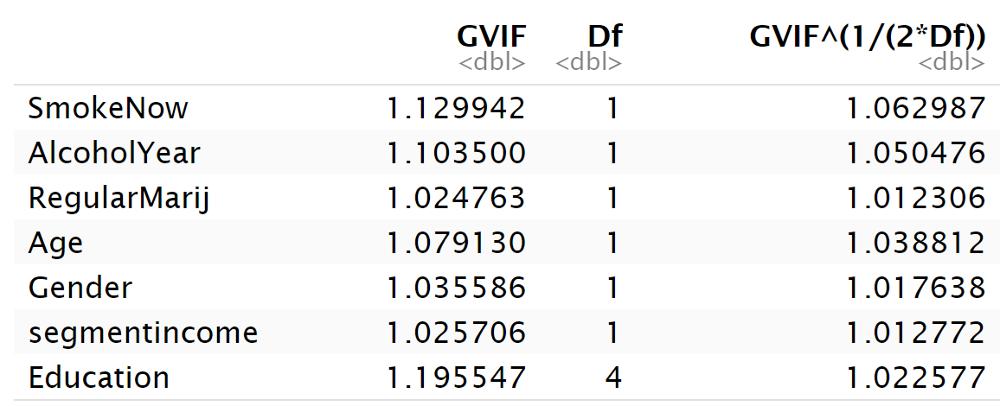 GVIF Df GVIF^(1/(2*Df))
<dbl> <dbl> <dbl>
SmokeNow 1.129942 1 1.062987
AlcoholYear 1.103500 1 1.050476
RegularMarij 1.024763 1 1.012306
Age 1.079130 1 1.038812
Gender 1.035586 1 1.017638
segmentincome 1.025706 1 1.012772
Education 1.195547 4 1.022577